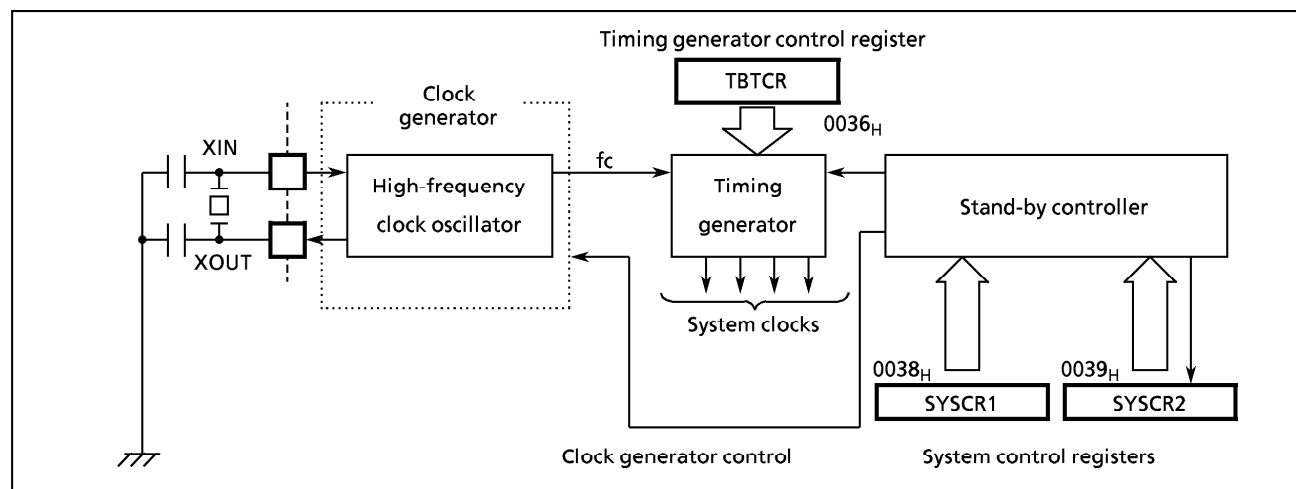 Timing generator control register
TBTCR
0036H
Clock
generator
XIN
fc
High-frequency
clock oscillator
Timing
generator
Stand-by controller
XOUT
System clocks
0038H
0039H
SYSCR1
SYSCR2
Clock generator control
System control registers